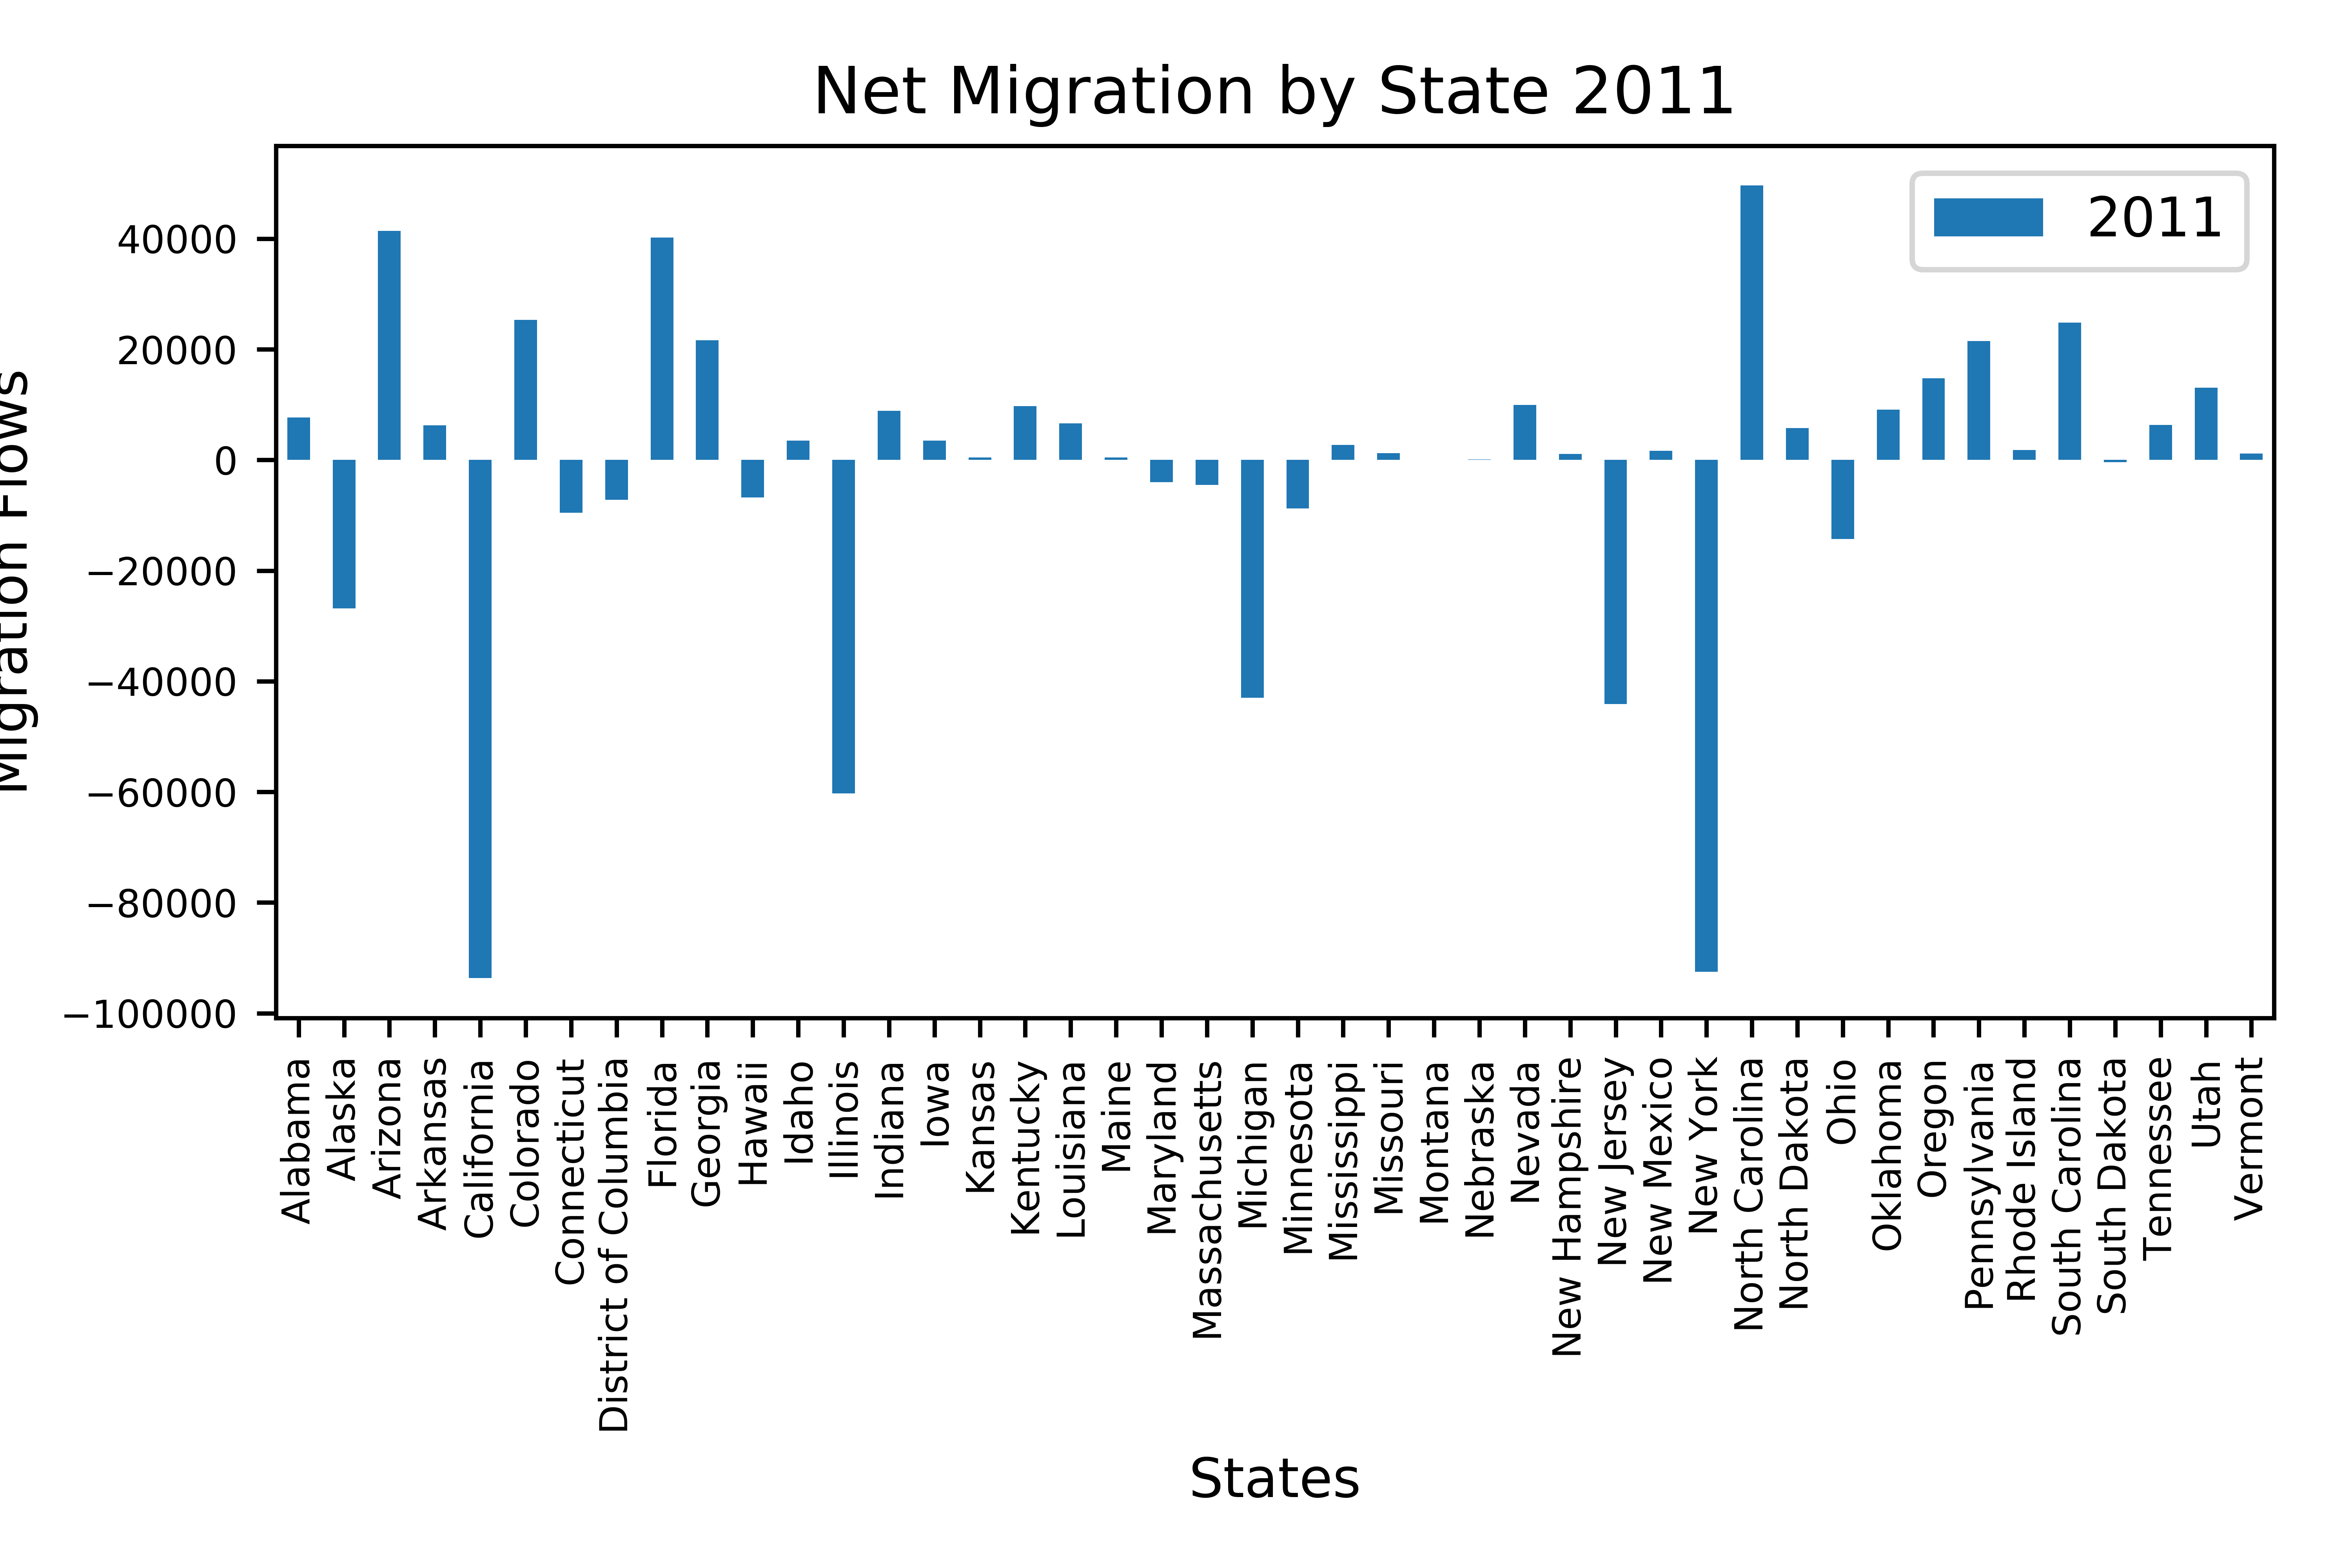 Net Migration by State 2011
2011
40000
20000
0
−20000
−40000
−60000
−80000
−100000
Migration Flows
Alabama
Alaska
Arizona
Arkansas
California
Colorado
Connecticut
District of Columbia
Florida
Georgia
Hawaii
Idaho
Illinois
Indiana
Iowa
Kansas
Kentucky
Louisiana
Maine
Maryland
Massachusetts
Michigan
Minnesota
Mississippi
Missouri
Montana
Nebraska
Nevada
New Hampshire
New Jersey
New Mexico
New York
North Carolina
North Dakota
Ohio
Oklahoma
Oregon
Pennsylvania
Rhode Island
South Carolina
South Dakota
Tennessee
Utah
Vermont
States